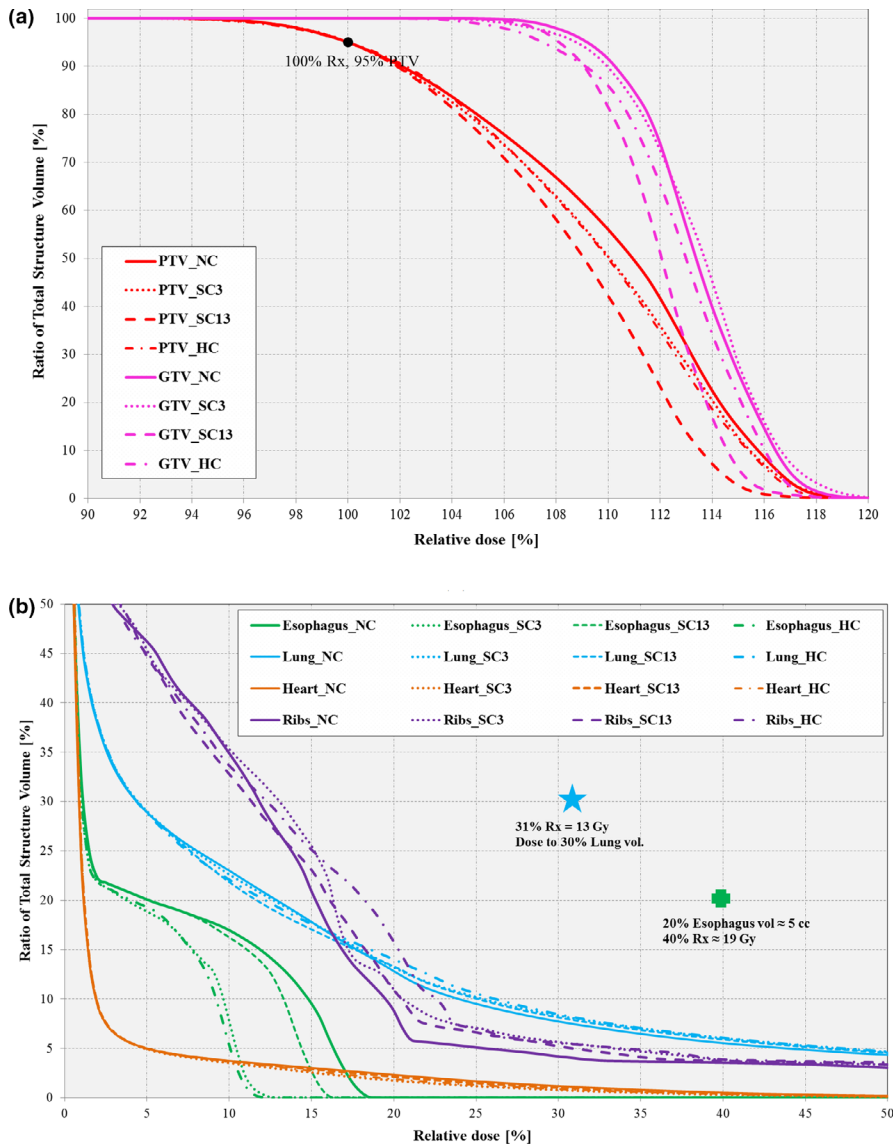 (a)
100
90
80
70
60
50
40
30
20
10
0
Ratio of Total Structure Volume [%]
100% Rx, 95% PTV
PTV_NC
PTV_SC3
PTV_SC13
PTV_HC
GTV_NC
GTV_SC3
GTV_SC13
GTV_HC
90 92 94 96 98 100 102 104 106 108 110 112 114 116 118 120
Relative dose [%]
(b)
50
45
40
35
30
25
20
15
10
5
0
Ratio of Total Structure Volume [%]
Esophagus_NC Esophagus_SC3 Esophagus_SC13 Esophagus_HC
Lung_NC Lung_SC3 Lung_SC13 Lung_HC
Heart_NC Heart_SC3 Heart_SC13 Heart_HC
Ribs_NC Ribs_SC3 Ribs_SC13 Ribs_HC
31% Rx = 13 Gy
Dose to 30% Lung vol.
20% Esophagus vol ≈ 5 cc
40% Rx ≈ 19 Gy
0 5 10 15 20 25 30 35 40 45 50
Relative dose [%]